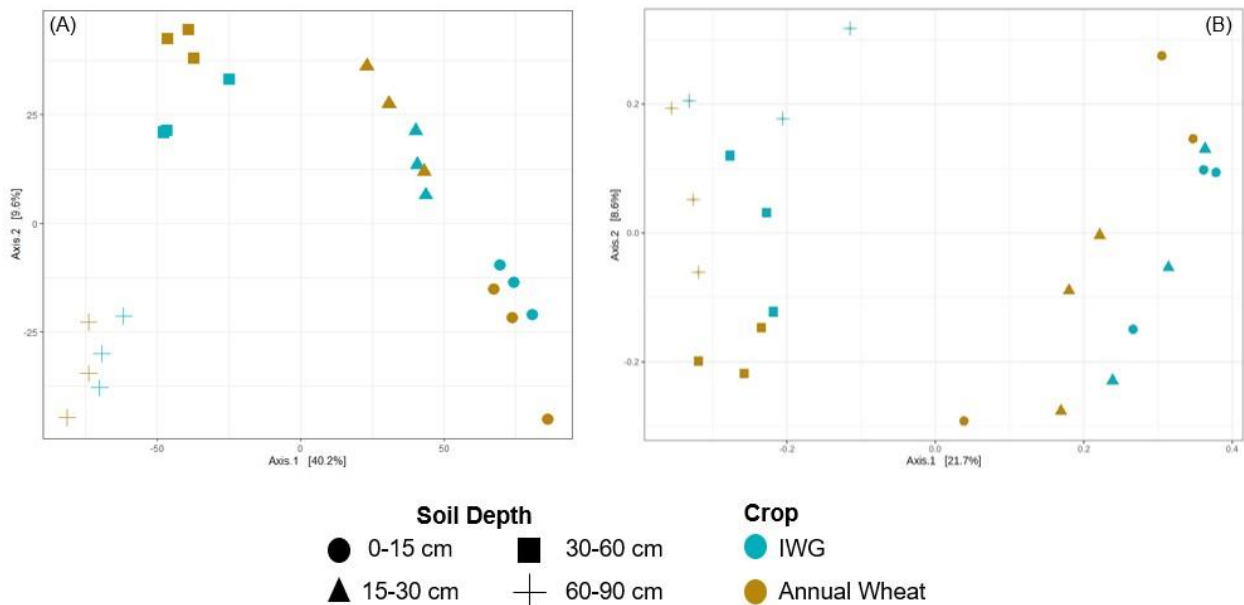 (A)
25
0
-25
-50
0
50
Axis.2 [9.6%]
Axis.1 [40.2%]
(B)
0.2
0.0
-0.2
-0.2
0.0
0.2
0.4
Axis.2 [8.6%]
Axis.1 [21.7%]
Soil Depth
0-15 cm
30-60 cm
15-30 cm
60-90 cm
Crop
IWG
Annual Wheat